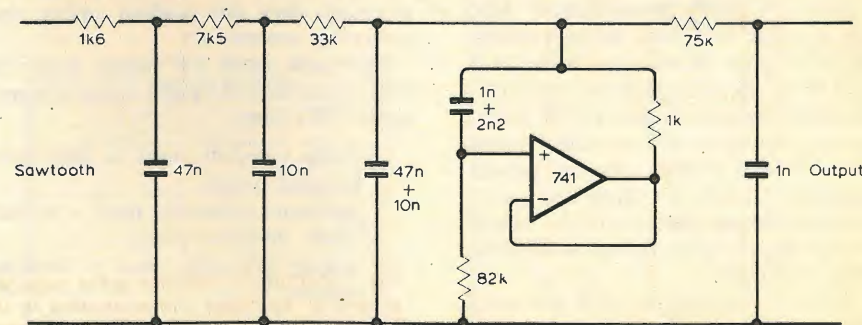 1k6
7k5
33k
75k
1n
+
2n2
1k
Sawtooth
47n
10n
47n
+
10n
+
741
-
1n
Output
82k